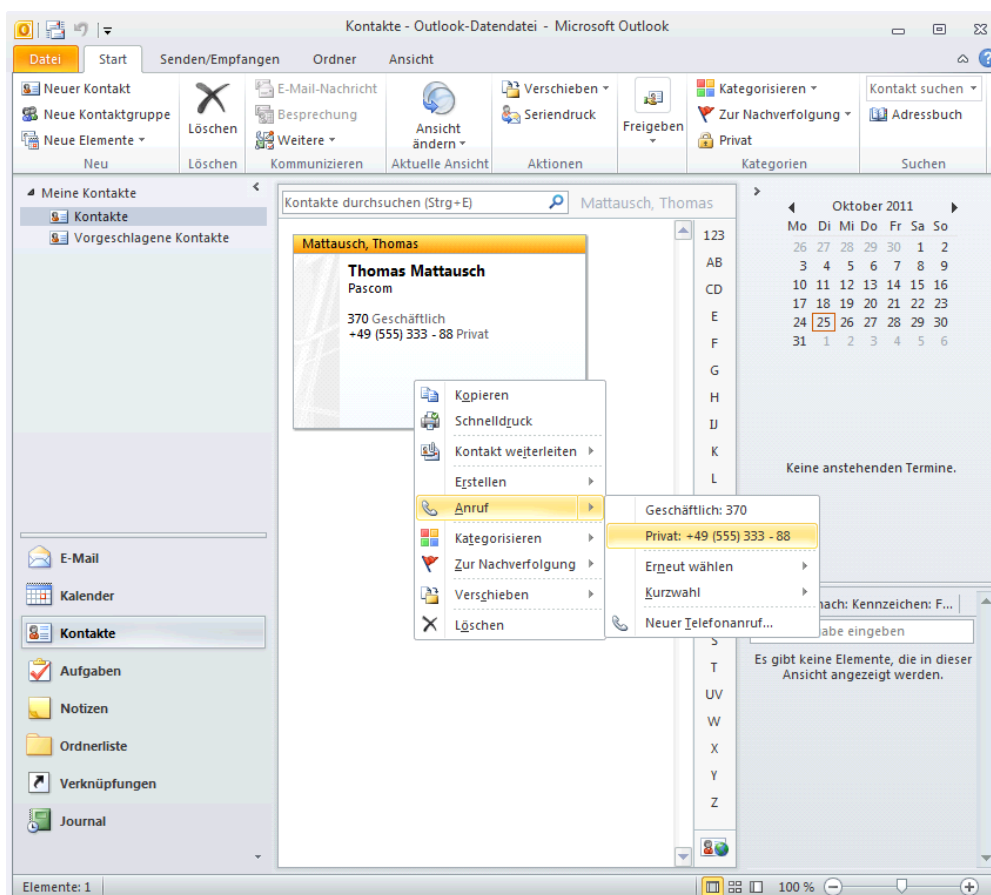 Kontakte - Outlook-Datendatei - Microsoft Outlook
Datei Start Senden/Empfangen Ordner Ansicht
Neuer Kontakt
Neue Kontaktgruppe
Neue Elemente
Neu
Löschen
Löschen
E-Mail-Nachricht
Besprechung
Weitere
Kommunizieren
Ansicht
ändern
Aktuelle Ansicht
Verschieben
Seriendruck
Aktionen
Freigeben
Kategorisieren
Zur Nachverfolgung
Privat
Kategorien
Kontakt suchen
Adressbuch
Suchen
Meine Kontakte
Kontakte
Vorgeschlagene Kontakte
E-Mail
Kalender
Kontakte
Aufgaben
Notizen
Ordnerliste
Verknüpfungen
Journal
Kontakte durchsuchen (Strg+E)
Mattausch, Thomas
Mattausch, Thomas
Thomas Mattausch
Pascom
370 Geschäftlich
+49 (555) 333 - 88 Privat
Kopieren
Schnelldruck
Kontakt weiterleiten
Erstellen
Anruf
Kategorisieren
Zur Nachverfolgung
Verschieben
Löschen
Geschäftlich: 370
Privat: +49 (555) 333 - 88
Erneut wählen
Kurzwahl
Neuer Telefonanruf...
123
AB
CD
E
F
G
H
IJ
K
L
S
T
UV
W
X
Y
Z
Oktober 2011
Mo Di Mi Do Fr Sa So
26 27 28 29 30 1 2
3 4 5 6 7 8 9
10 11 12 13 14 15 16
17 18 19 20 21 22 23
24 25 26 27 28 29 30
31 1 2 3 4 5 6
Keine anstehenden Termine.
nach: Kennzeichen: F...
abe eingeben
Es gibt keine Elemente, die in dieser
Ansicht angezeigt werden.
Elemente: 1
100 %